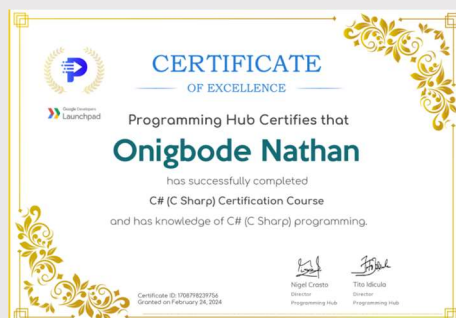 CERTIFICATE
OF EXCELLENCE
Google Developers
Launchpad
Programming Hub Certifies that
Onigbode Nathan
has successfully completed
C# (C Sharp) Certification Course
and has knowledge of C# (C Sharp) programming.
Nigel Crasto
Director
Programming Hub
Tito Idicula
Director
Programming Hub
Certificate ID: 1708798239756
Granted on February 24, 2024